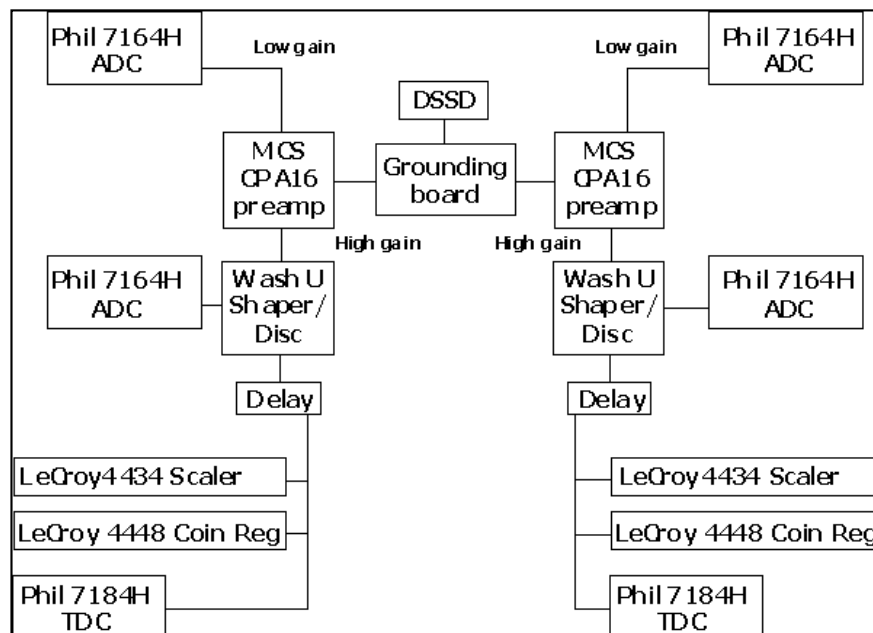 Phil 7164H
ADC
Low gain
Low gain
Phil 7164H
ADC
DSSD
MCS
CPA16
preamp
Grounding
board
MCS
CPA16
preamp
High gain
High gain
Phil 7164H
ADC
Wash U
Shaper/
Disc
Wash U
Shaper/
Disc
Phil 7164H
ADC
Delay
Delay
LeCroy4434 Scaler
LeCroy 4434 Scaler
LeCroy 4448 Coin Reg
LeCroy 4448 Coin Reg
Phil 7184H
TDC
Phil 7184H
TDC